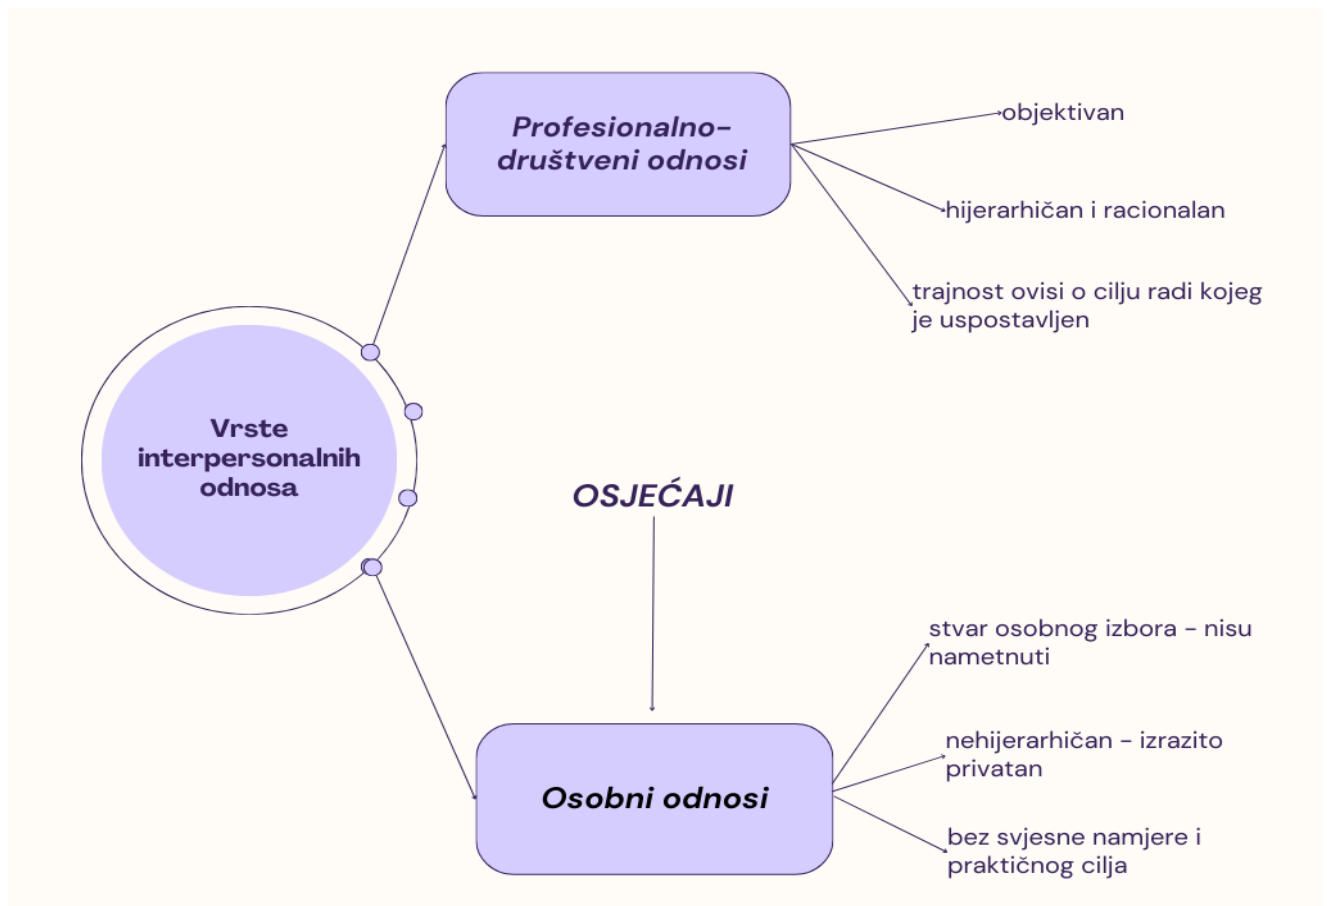 Profesionalno-
društveni odnosi
objektivan
hijerarhičan i racionalan
trajnost ovisi o cilju radi kojeg
je uspostavljen
Vrste
interpersonalnih
odnosa
OSJEĆAJI
Osobni odnosi
stvar osobnog izbora – nisu
nametnuti
nehijerarhičan – izrazito
privatan
bez svjesne namjere i
praktičnog cilja